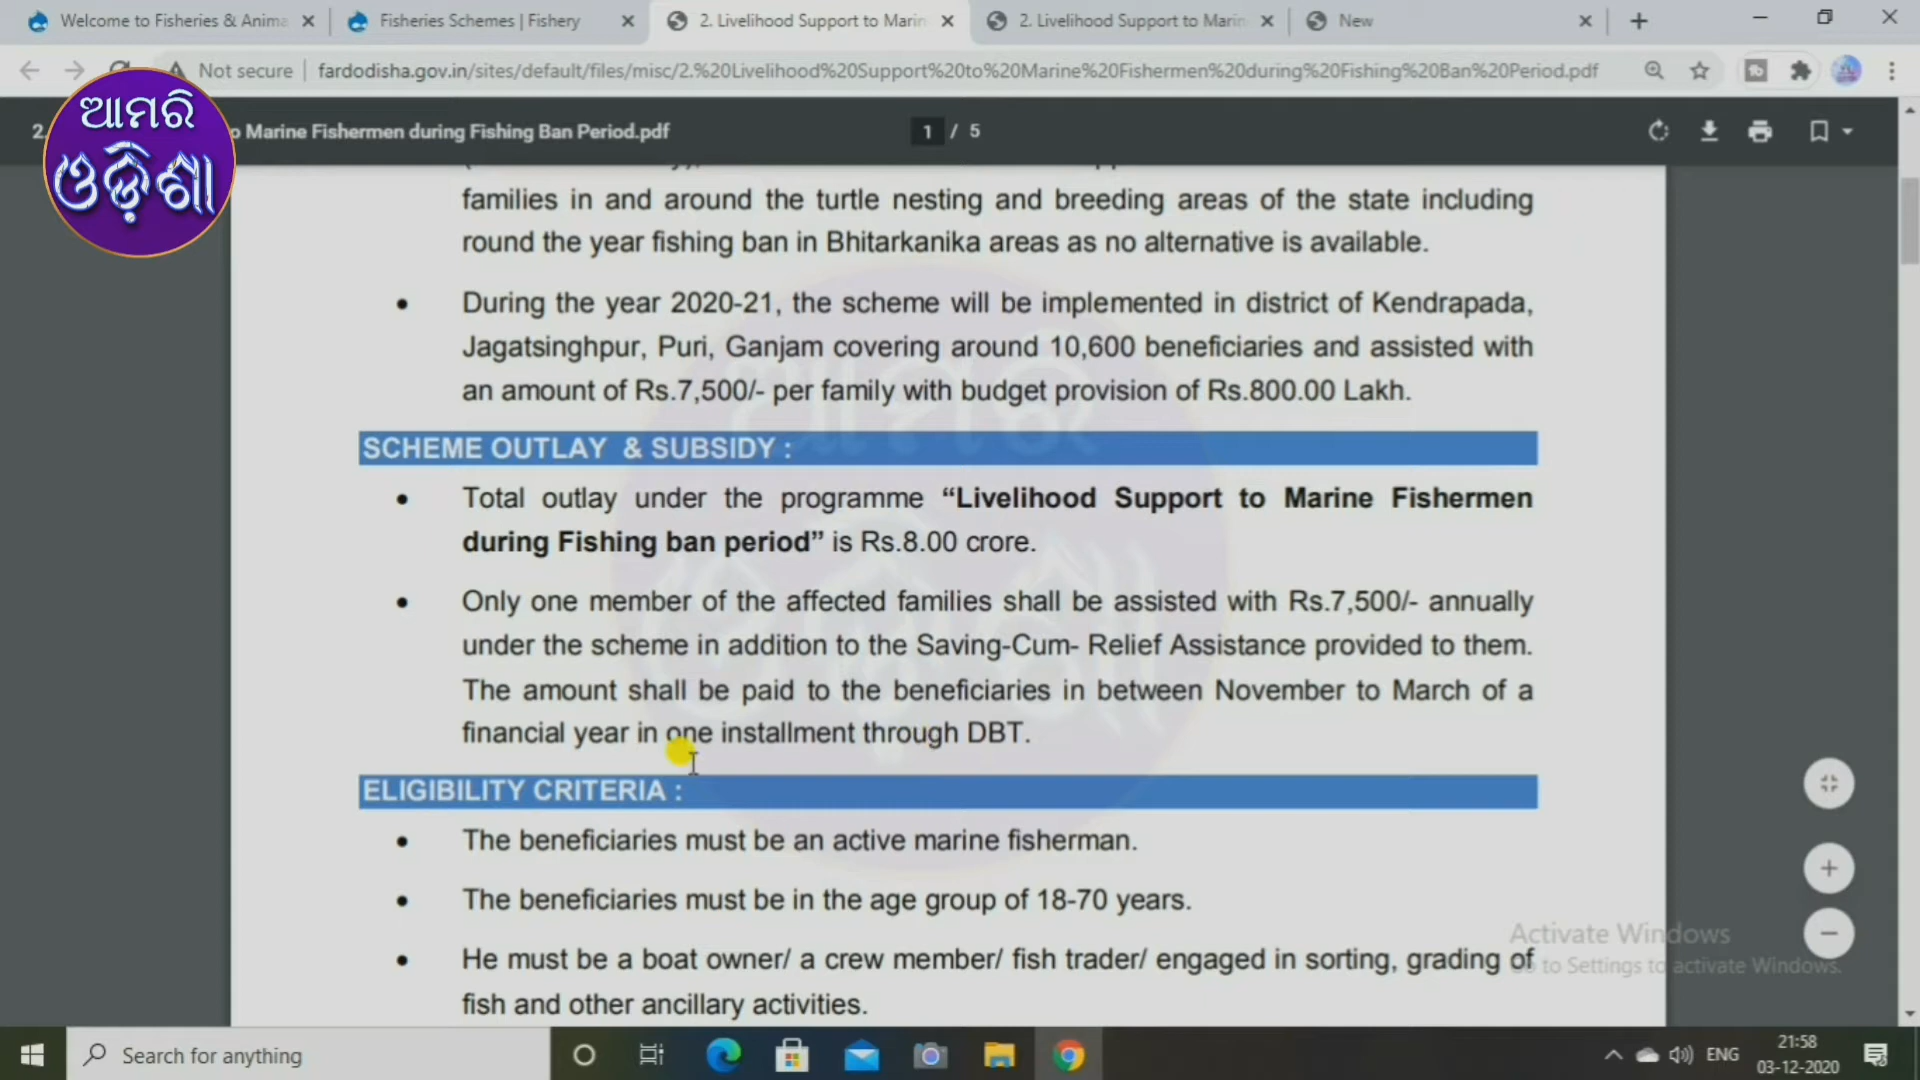 Welcome to Fisheries & Anima
Fisheries Schemes | Fishery
2. Livelihood Support to Marin
2. Livelihood Support to Marin
New
Not secure
fardodisha.gov.in/sites/default/files/misc/2.%20Livelihood%20Support%20to%20Marine%20Fishermen%20during%20Fishing%20Ban%20Period.pdf
ଆମରି
ଓଡ଼ିଶା
2.
o Marine Fishermen during Fishing Ban Period.pdf
1 / 5
families in and around the turtle nesting and breeding areas of the state including
round the year fishing ban in Bhitarkanika areas as no alternative is available.
• During the year 2020-21, the scheme will be implemented in district of Kendrapada,
Jagatsinghpur, Puri, Ganjam covering around 10,600 beneficiaries and assisted with
an amount of Rs.7,500/- per family with budget provision of Rs.800.00 Lakh.
SCHEME OUTLAY & SUBSIDY :
• Total outlay under the programme “Livelihood Support to Marine Fishermen
during Fishing ban period” is Rs.8.00 crore.
• Only one member of the affected families shall be assisted with Rs.7,500/- annually
under the scheme in addition to the Saving-Cum- Relief Assistance provided to them.
The amount shall be paid to the beneficiaries in between November to March of a
financial year in one installment through DBT.
ELIGIBILITY CRITERIA :
• The beneficiaries must be an active marine fisherman.
• The beneficiaries must be in the age group of 18-70 years.
• He must be a boat owner/ a crew member/ fish trader/ engaged in sorting, grading of
fish and other ancillary activities.
Activate Windows
Go to Settings to activate Windows.
Search for anything
ENG
21:58
03-12-2020